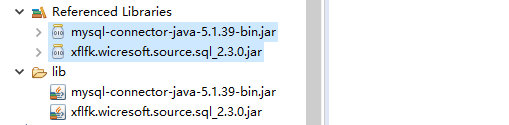 Referenced Libraries
mysql-connector-java-5.1.39-bin.jar
xflfk.wicresoft.source.sql_2.3.0.jar
lib
mysql-connector-java-5.1.39-bin.jar
xflfk.wicresoft.source.sql_2.3.0.jar